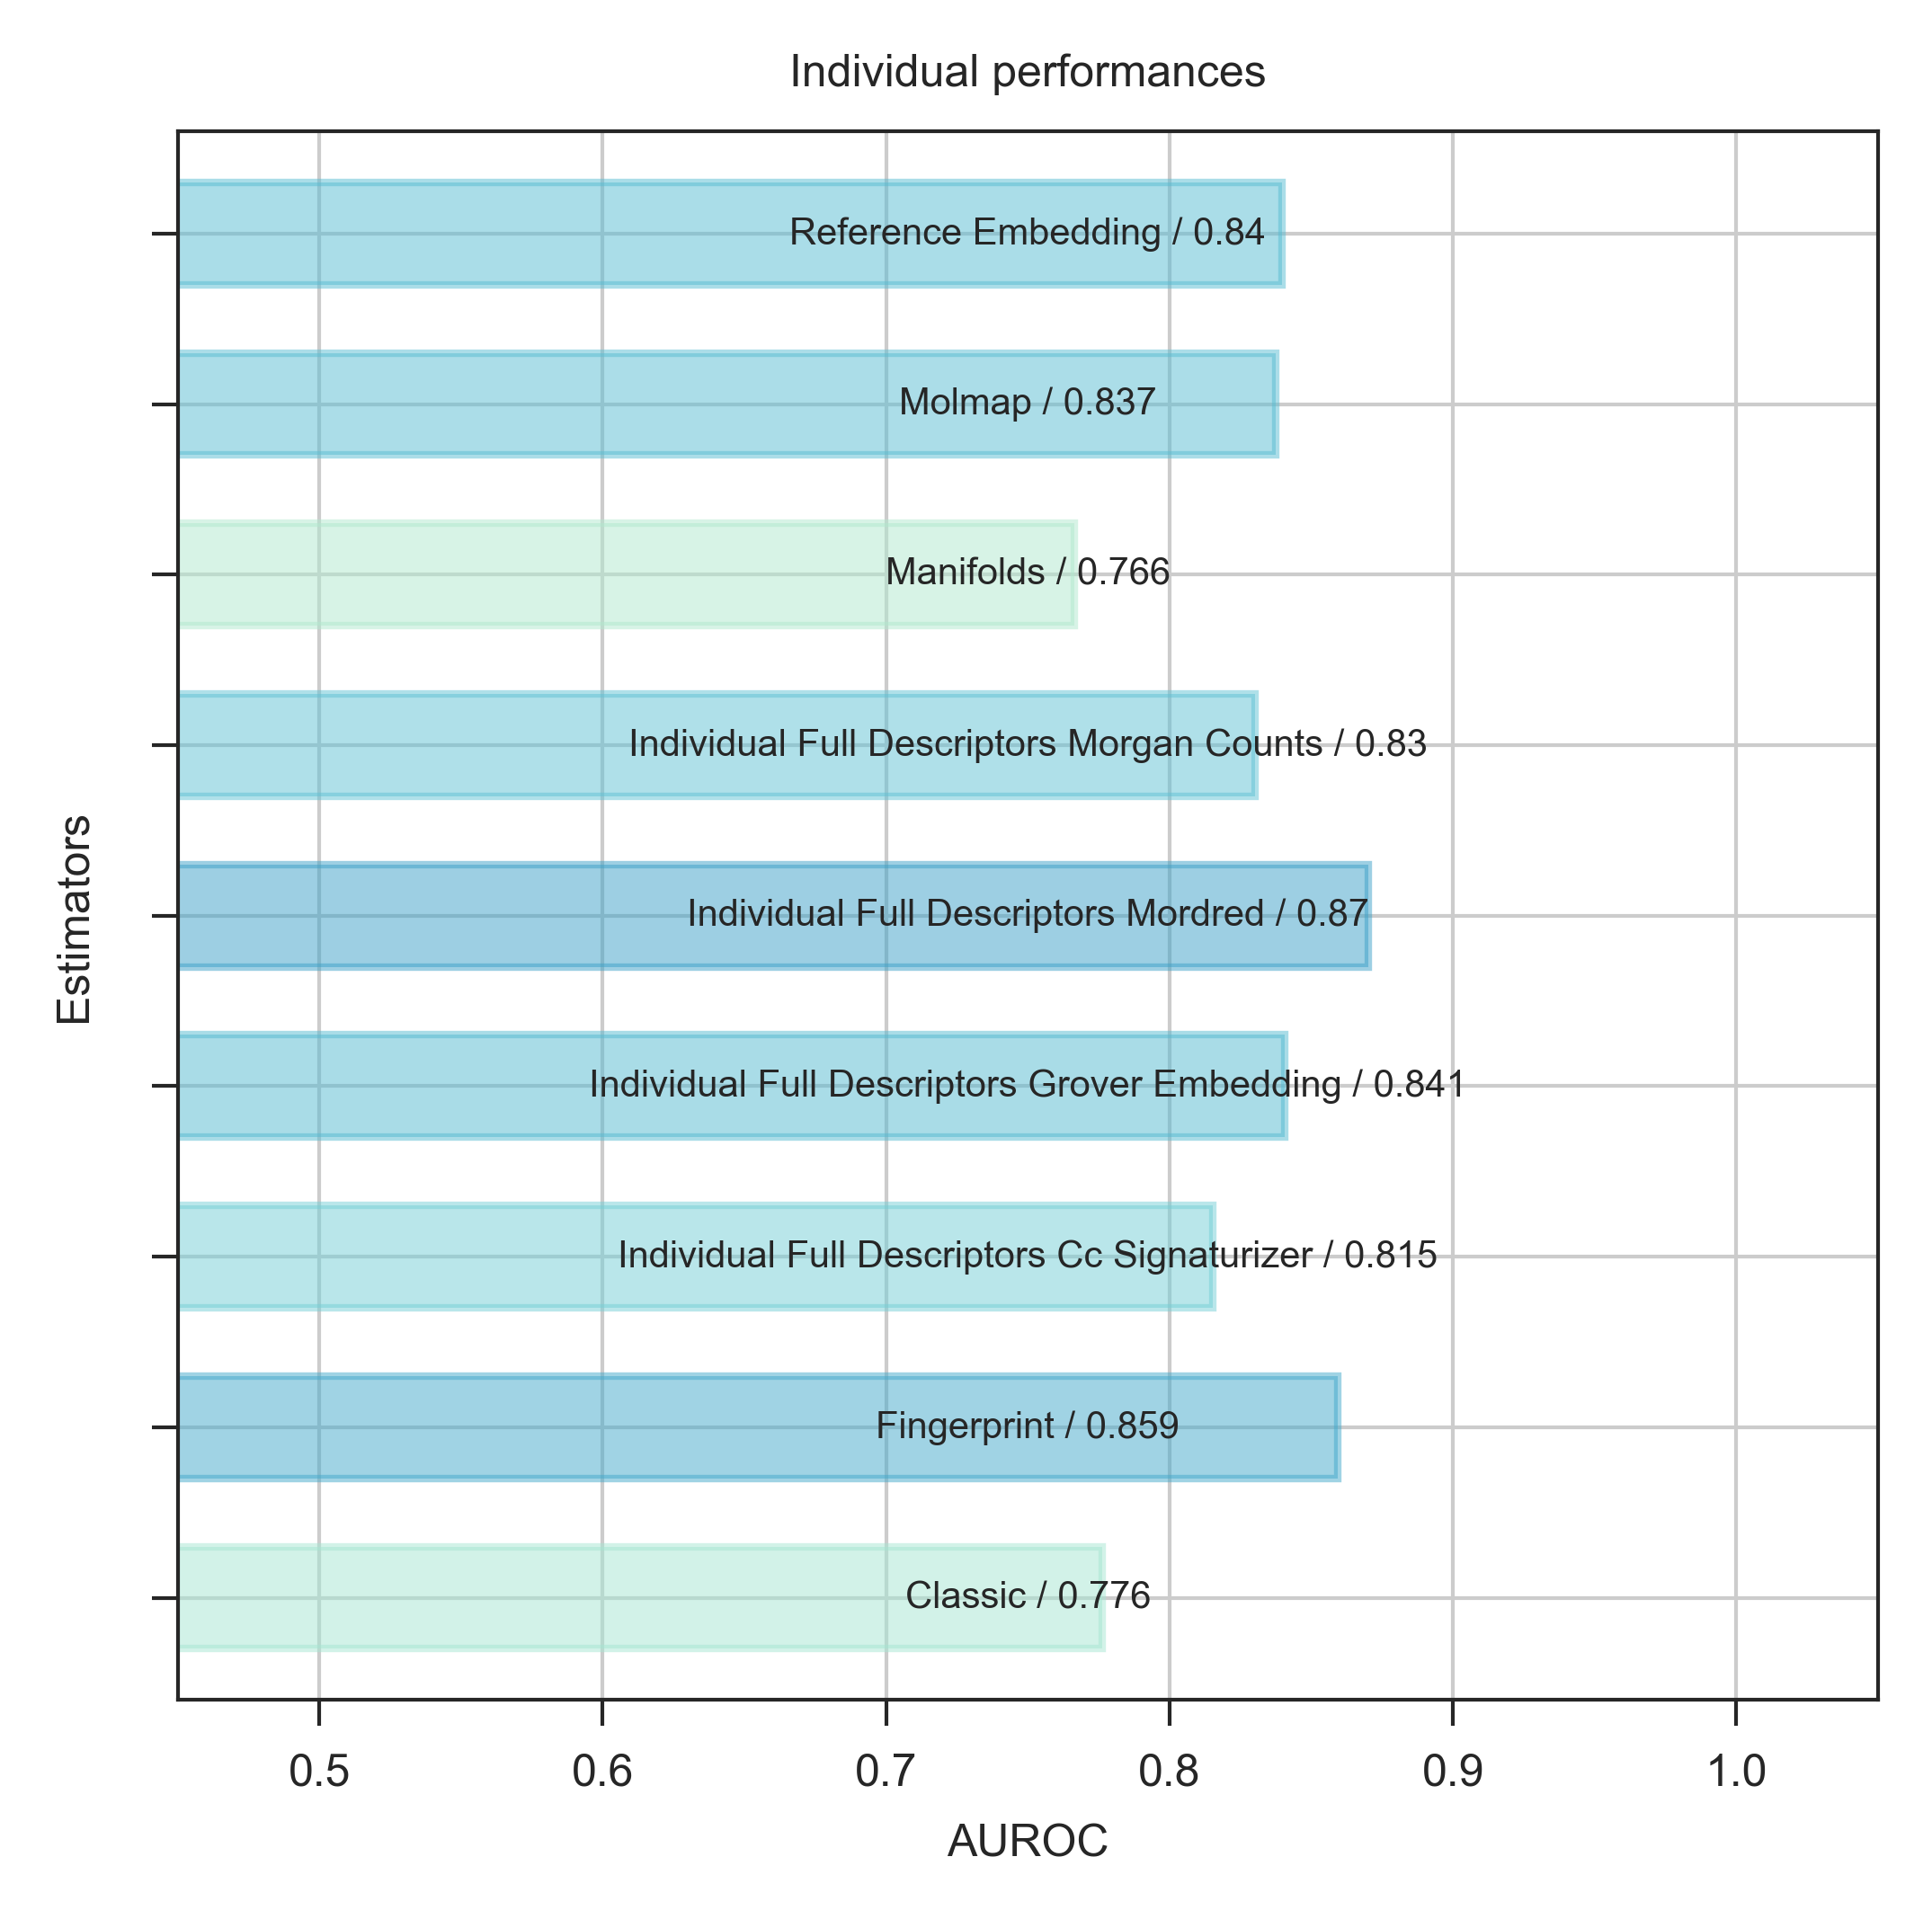 Individual performances
Reference Embedding / 0.84
Molmap / 0.837
Manifolds / 0.766
Individual Full Descriptors Morgan Counts / 0.83
Individual Full Descriptors Mordred / 0.87
Individual Full Descriptors Grover Embedding / 0.841
Individual Full Descriptors Cc Signaturizer / 0.815
Fingerprint / 0.859
Classic / 0.776
Estimators
0.5 0.6 0.7 0.8 0.9 1.0
AUROC